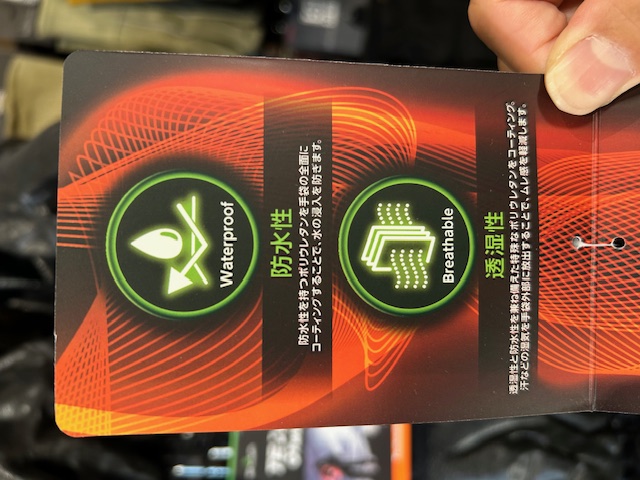 Waterproof
防水性
防水性を持つポリウレタンを手袋の全面に
コーティングすることで、水の浸入を防ぎます。
Breathable
透湿性
透湿性と防水性を兼ね備えた特殊なポリウレタンをコーティング。
汗などの湿気を手袋外部に放出することで、ムレ感を軽減します。